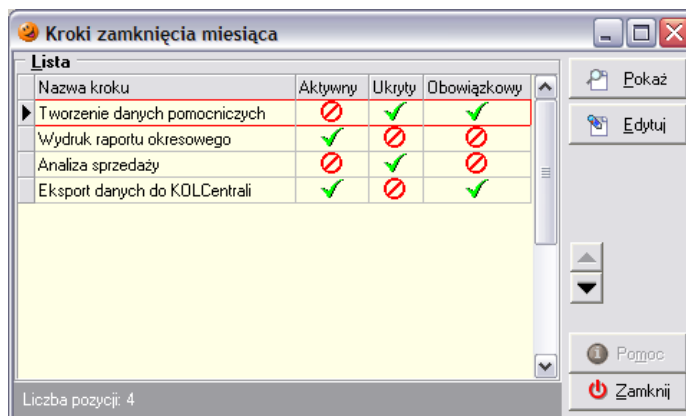 Kroki zamknięcia miesiąca
Lista
Nazwa kroku Aktywny Ukryty Obowiązkowy
Tworzenie danych pomocniczych
Wydruk raportu okresowego
Analiza sprzedaży
Eksport danych do KOLCentrali
Liczba pozycji: 4
Pokaż
Edytuj
Pomoc
Zamknij